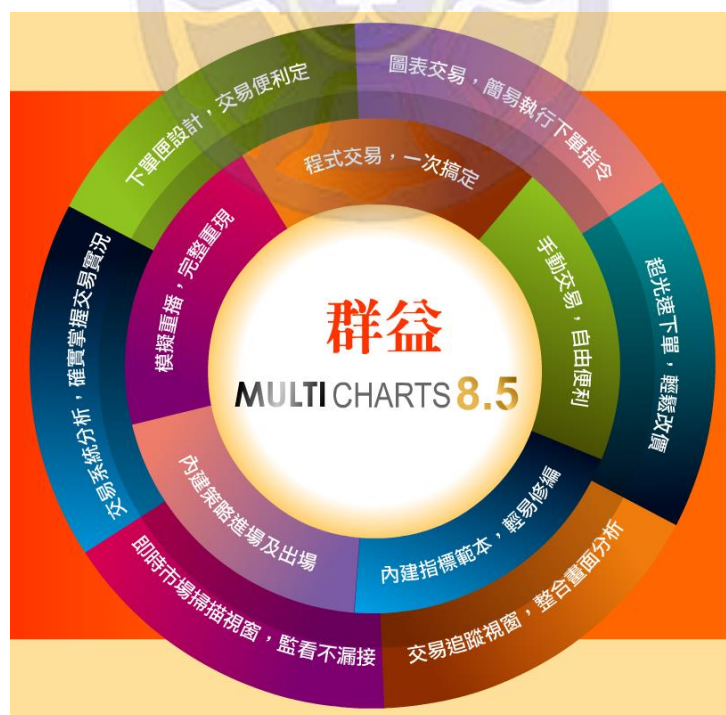 下單匣設計，交易便利定
圖表交易，簡易執行下單指令
超光速下單，輕鬆改價
交易追蹤視窗，整合畫面分析
即時市場掃描視窗，監看不漏接
交易系統分析，確實掌握交易實況
程式交易，一次搞定
手動交易，自由便利
內建指標範本，輕易修編
內建策略進場及出場
模擬重播，完整重現
群益
MULTI CHARTS 8.5